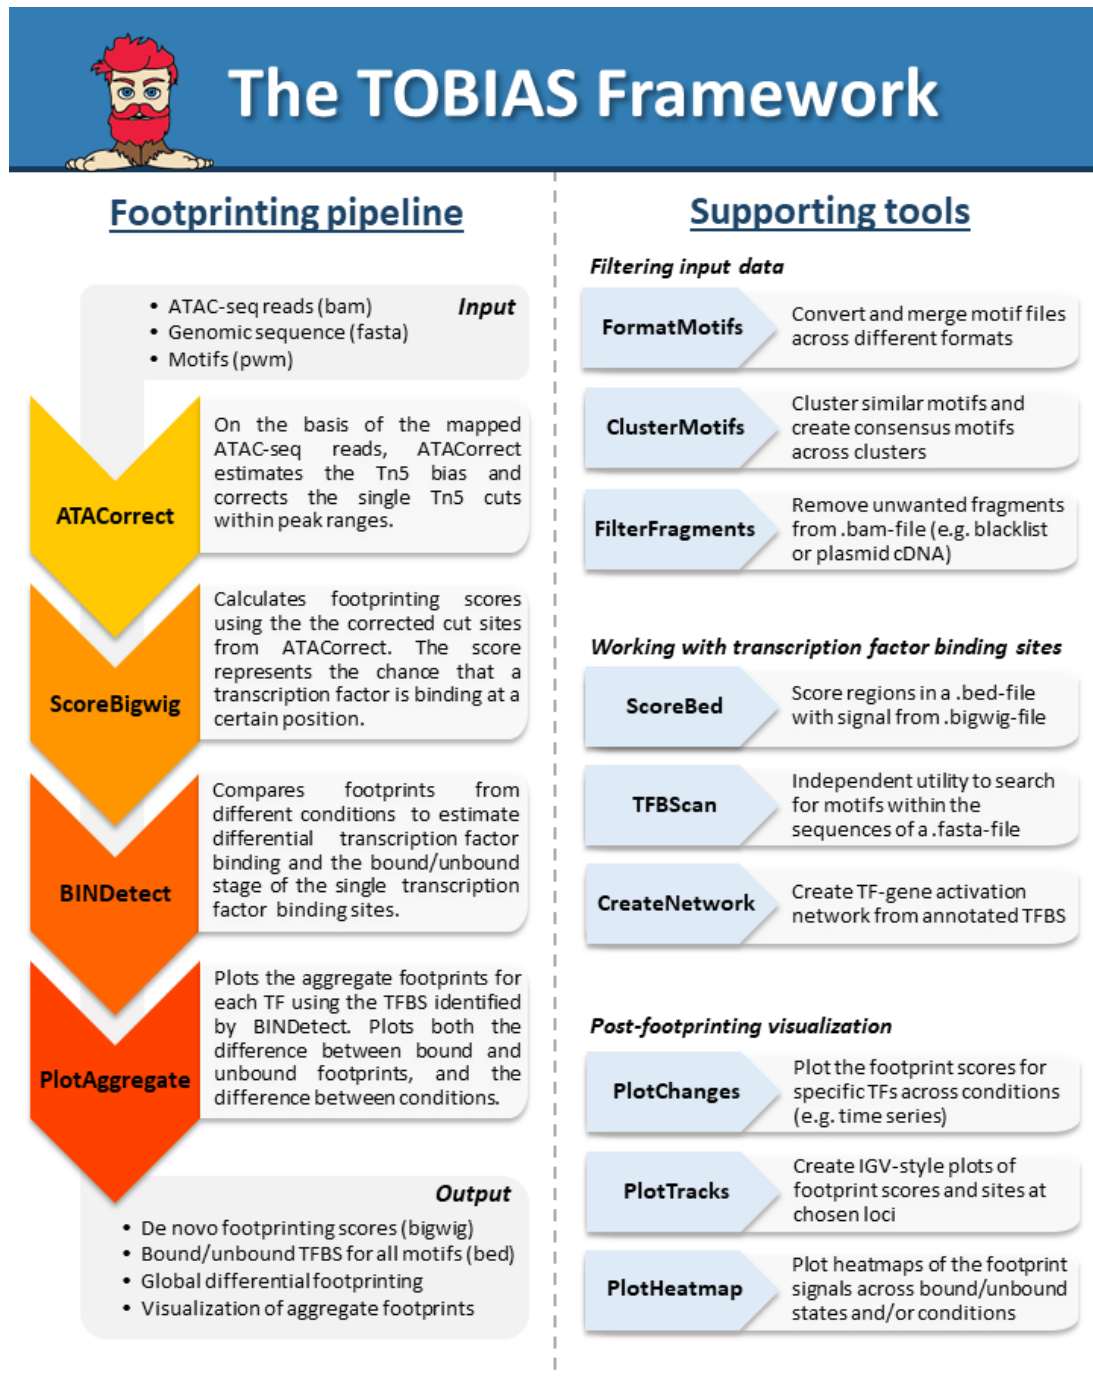 The TOBIAS Framework
Footprinting pipeline
Input
• ATAC-seq reads (bam)
• Genomic sequence (fasta)
• Motifs (pwm)
ATACorrect
On the basis of the mapped
ATAC-seq reads, ATACorrect
estimates the Tn5 bias and
corrects the single Tn5 cuts
within peak ranges.
ScoreBigwig
Calculates footprinting scores
using the the corrected cut sites
from ATACorrect. The score
represents the chance that a
transcription factor is binding at a
certain position.
BINDetect
Compares footprints from
different conditions to estimate
differential transcription factor
binding and the bound/unbound
stage of the single transcription
factor binding sites.
PlotAggregate
Plots the aggregate footprints for
each TF using the TFBS identified
by BINDetect. Plots both the
difference between bound and
unbound footprints, and the
difference between conditions.
Output
• De novo footprinting scores (bigwig)
• Bound/unbound TFBS for all motifs (bed)
• Global differential footprinting
• Visualization of aggregate footprints
Supporting tools
Filtering input data
FormatMotifs
Convert and merge motif files
across different formats
ClusterMotifs
Cluster similar motifs and
create consensus motifs
across clusters
FilterFragments
Remove unwanted fragments
from .bam-file (e.g. blacklist
or plasmid cDNA)
Working with transcription factor binding sites
ScoreBed
Score regions in a .bed-file
with signal from .bigwig-file
TFBScan
Independent utility to search
for motifs within the
sequences of a .fasta-file
CreateNetwork
Create TF-gene activation
network from annotated TFBS
Post-footprinting visualization
PlotChanges
Plot the footprint scores for
specific TFs across conditions
(e.g. time series)
PlotTracks
Create IGV-style plots of
footprint scores and sites at
chosen loci
PlotHeatmap
Plot heatmaps of the footprint
signals across bound/unbound
states and/or conditions